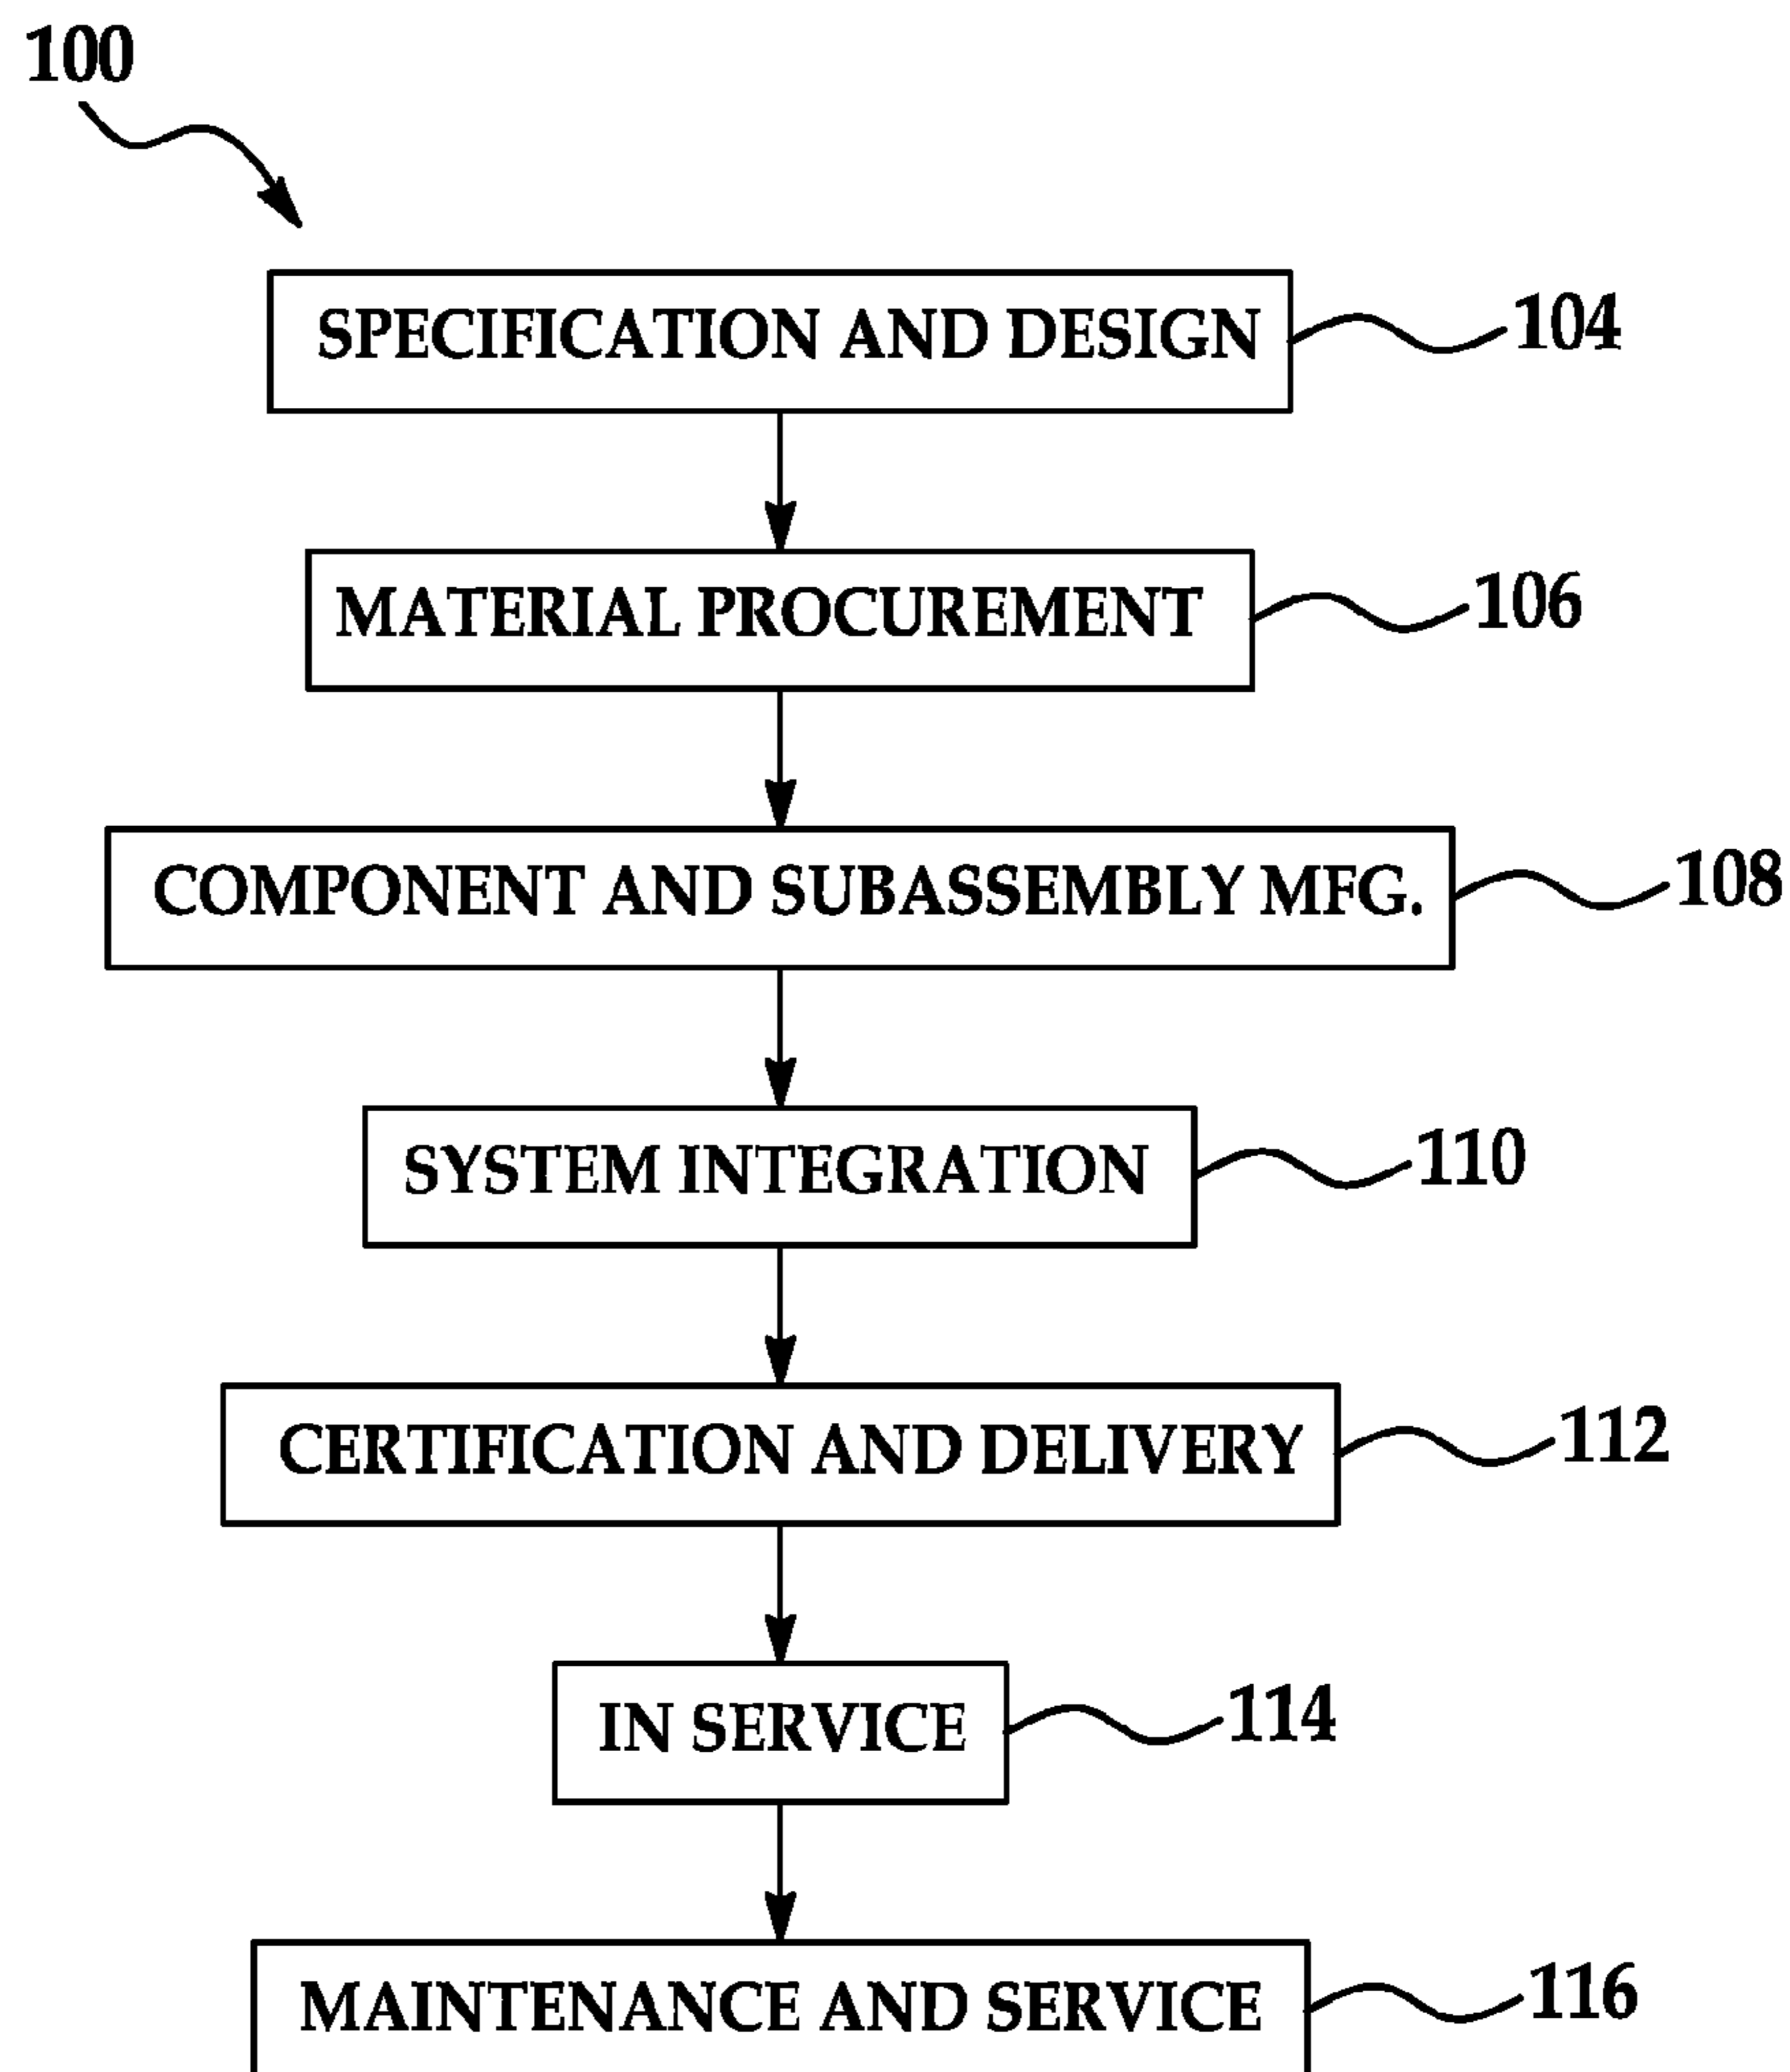 100
SPECIFICATION AND DESIGN 104
MATERIAL PROCUREMENT 106
COMPONENT AND SUBASSEMBLY MFG. 108
SYSTEM INTEGRATION 110
CERTIFICATION AND DELIVERY 112
IN SERVICE 114
MAINTENANCE AND SERVICE 116